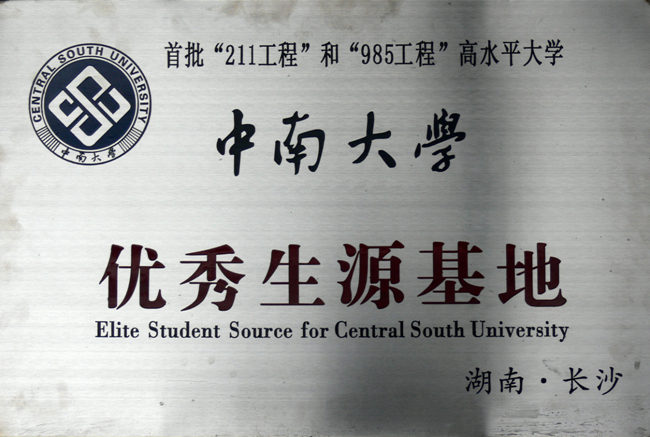 首批“211工程”和“985工程”高水平大学
CENTRAL SOUTH UNIVERSITY
中南大學
中南大學
优秀生源基地
Elite Student Source for Central South University
湖南·长沙